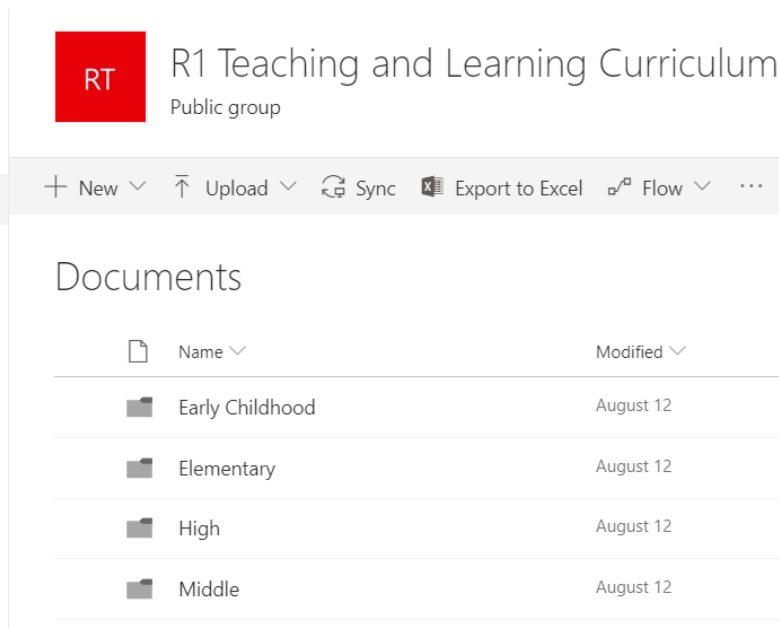 RT
R1 Teaching and Learning Curriculum
Public group
New Upload Sync Export to Excel Flow ...
Documents
Name Modified
Early Childhood August 12
Elementary August 12
High August 12
Middle August 12